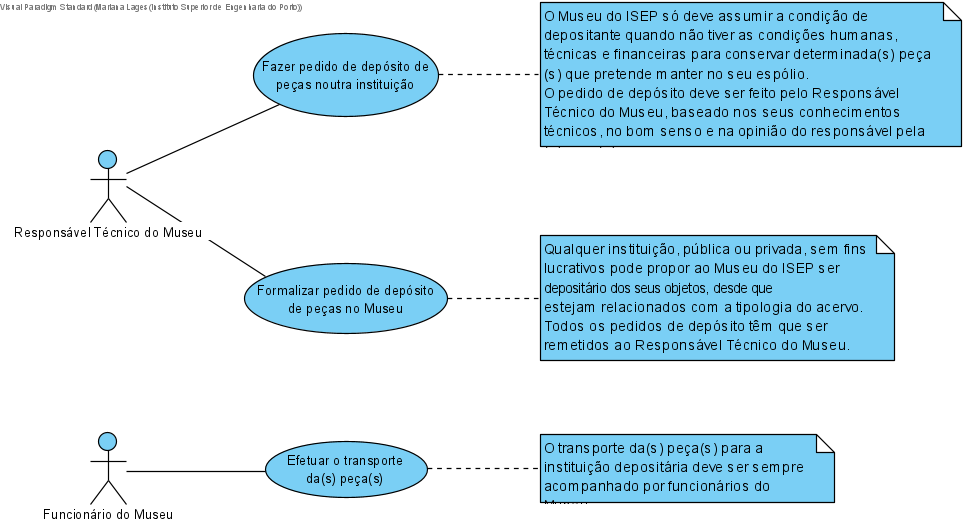 Visual Paradigm Standard(Mariana Lages(Instituto Superior de Engenharia do Porto))
Fazer pedido de depósito de
peças noutra instituição
O Museu do ISEP só deve assumir a condição de
depositante quando não tiver as condições humanas,
técnicas e financeiras para conservar determinada(s) peça
(s) que pretende manter no seu espólio.
O pedido de depósito deve ser feito pelo Responsável
Técnico do Museu, baseado nos seus conhecimentos
técnicos, no bom senso e na opinião do responsável pela
Responsável Técnico do Museu
Formalizar pedido de depósito
de peças no Museu
Qualquer instituição, pública ou privada, sem fins
lucrativos pode propor ao Museu do ISEP ser
depositário dos seus objetos, desde que
estejam relacionados com a tipologia do acervo.
Todos os pedidos de depósito têm que ser
remetidos ao Responsável Técnico do Museu.
Funcionário do Museu
Efetuar o transporte
da(s) peça(s)
O transporte da(s) peça(s) para a
instituição depositária deve ser sempre
acompanhado por funcionários do